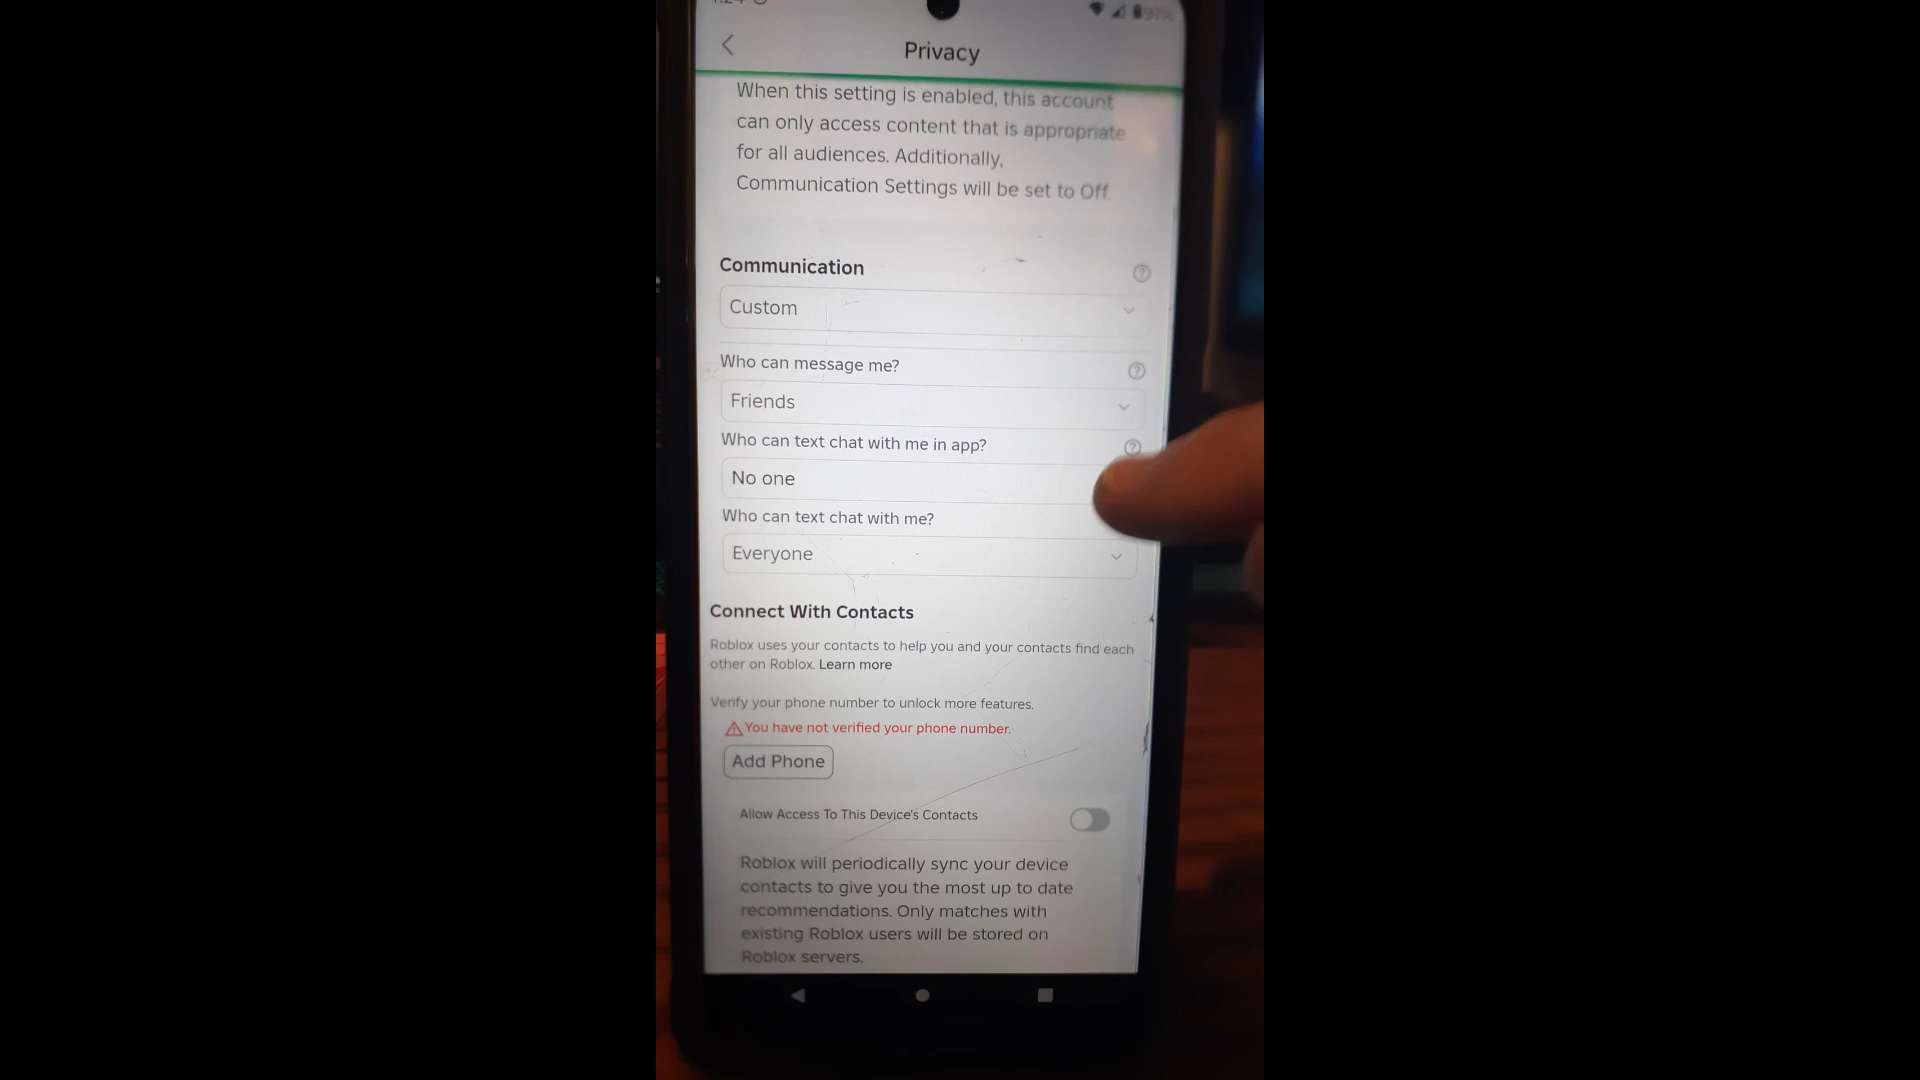 Privacy
When this setting is enabled, this account
can only access content that is appropriate
for all audiences. Additionally,
Communication Settings will be set to Off.
Communication
Custom
Who can message me?
Friends
Who can text chat with me in app?
No one
Who can text chat with me?
Everyone
Connect With Contacts
Roblox uses your contacts to help you and your contacts find each
other on Roblox. Learn more
Verify your phone number to unlock more features.
You have not verified your phone number.
Add Phone
Allow Access To This Device's Contacts
Roblox will periodically sync your device
contacts to give you the most up to date
recommendations. Only matches with
existing Roblox users will be stored on
Roblox servers.